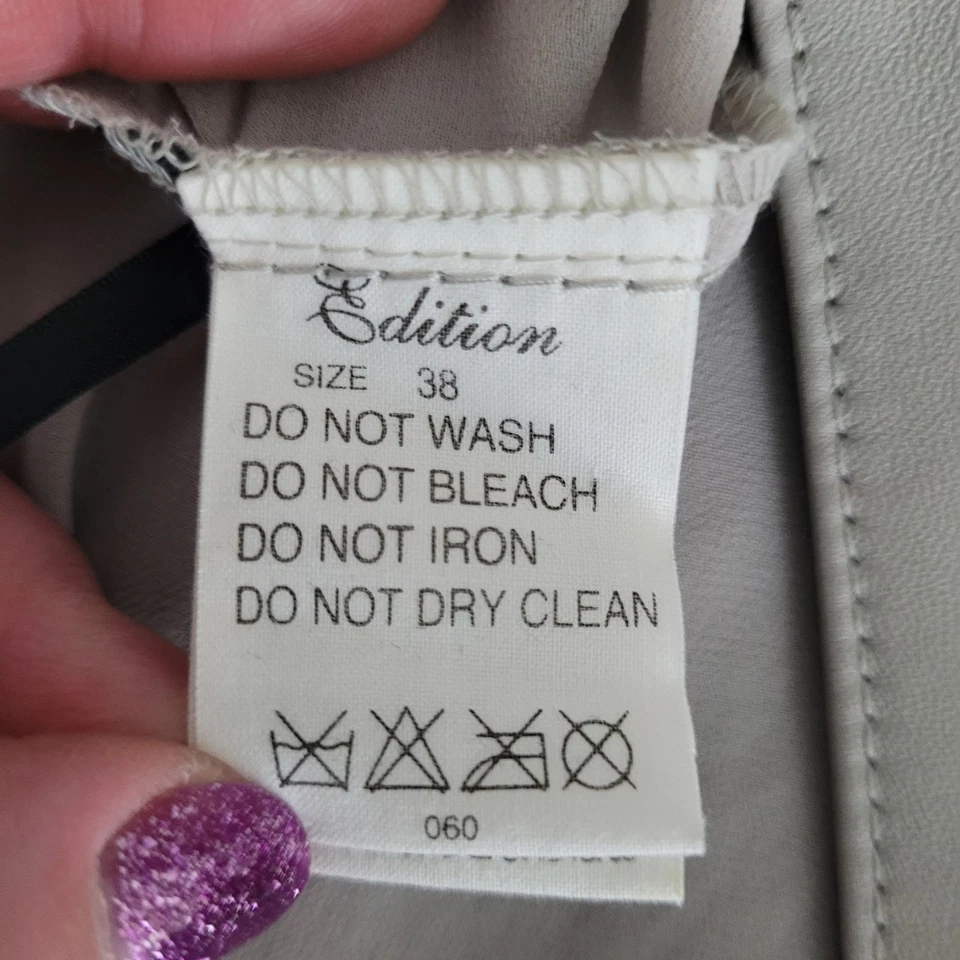 Edition
SIZE 38
DO NOT WASH
DO NOT BLEACH
DO NOT IRON
DO NOT DRY CLEAN
060